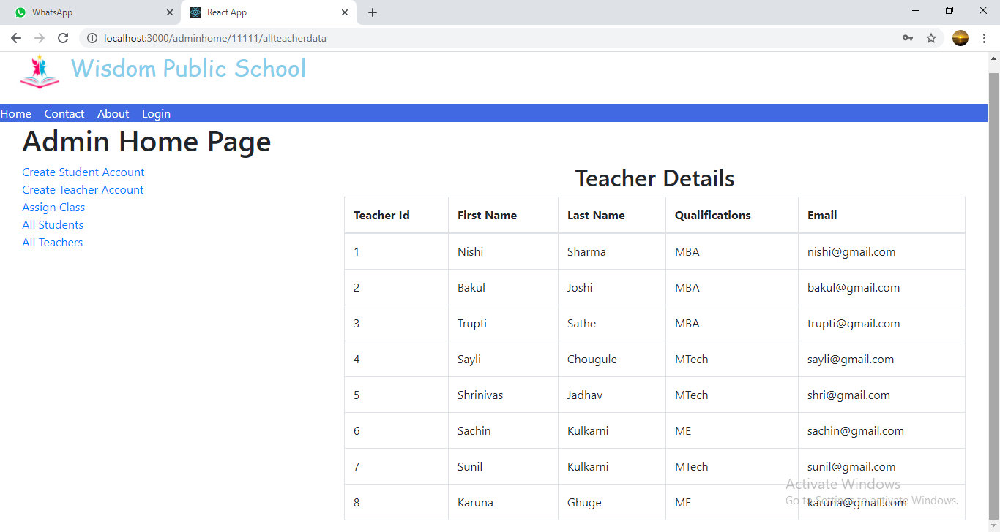 WhatsApp
React App
localhost:3000/adminhome/11111/allteacherdata
Wisdom Public School
Home Contact About Login
Admin Home Page
Create Student Account
Create Teacher Account
Assign Class
All Students
All Teachers
Teacher Details
Teacher Id First Name Last Name Qualifications Email
1 Nishi Sharma MBA nishi@gmail.com
2 Bakul Joshi MBA bakul@gmail.com
3 Trupti Sathe MBA trupti@gmail.com
4 Sayli Chougule MTech sayli@gmail.com
5 Shrinivas Jadhav MTech shri@gmail.com
6 Sachin Kulkarni ME sachin@gmail.com
7 Sunil Kulkarni MTech sunil@gmail.com
8 Karuna Ghuge ME karuna@gmail.com
Activate Windows
Go to Settings to activate Windows.